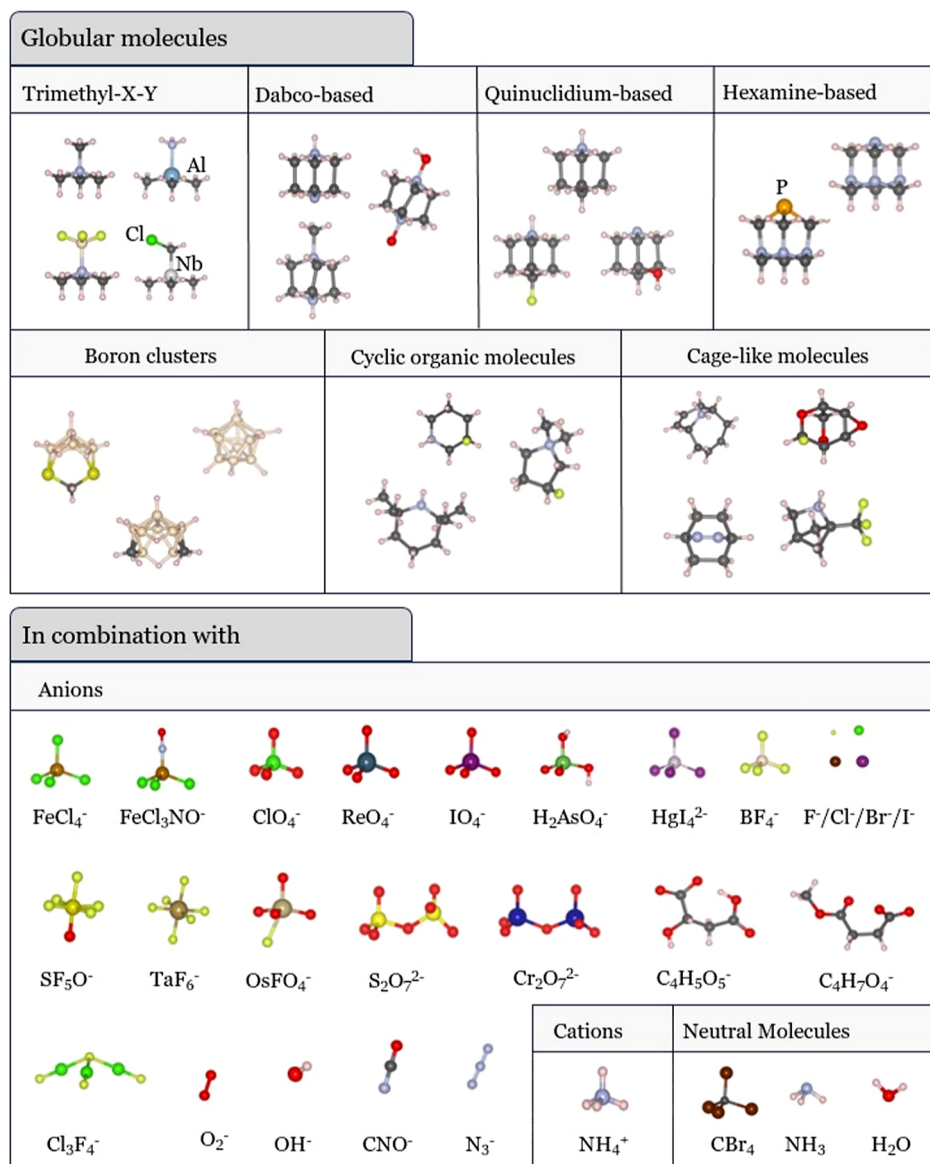 Globular molecules
Trimethyl-X-Y Dabco-based Quinuclidium-based Hexamine-based
Al
P
Cl
Nb
Boron clusters Cyclic organic molecules Cage-like molecules
In combination with
Anions
FeCl₄⁻ FeCl₃NO⁻ ClO₄⁻ ReO₄⁻ IO₄⁻ H₂AsO₄⁻ HgI₄²⁻ BF₄⁻ F⁻/Cl⁻/Br⁻/I⁻
SF₅O⁻ TaF₆⁻ OsFO₄⁻ S₂O₇²⁻ Cr₂O₇²⁻ C₄H₅O₅⁻ C₄H₇O₄⁻
Cations Neutral Molecules
Cl₃F₄⁻ O₂⁻ OH⁻ CNO⁻ N₃⁻ NH₄⁺ CBr₄ NH₃ H₂O